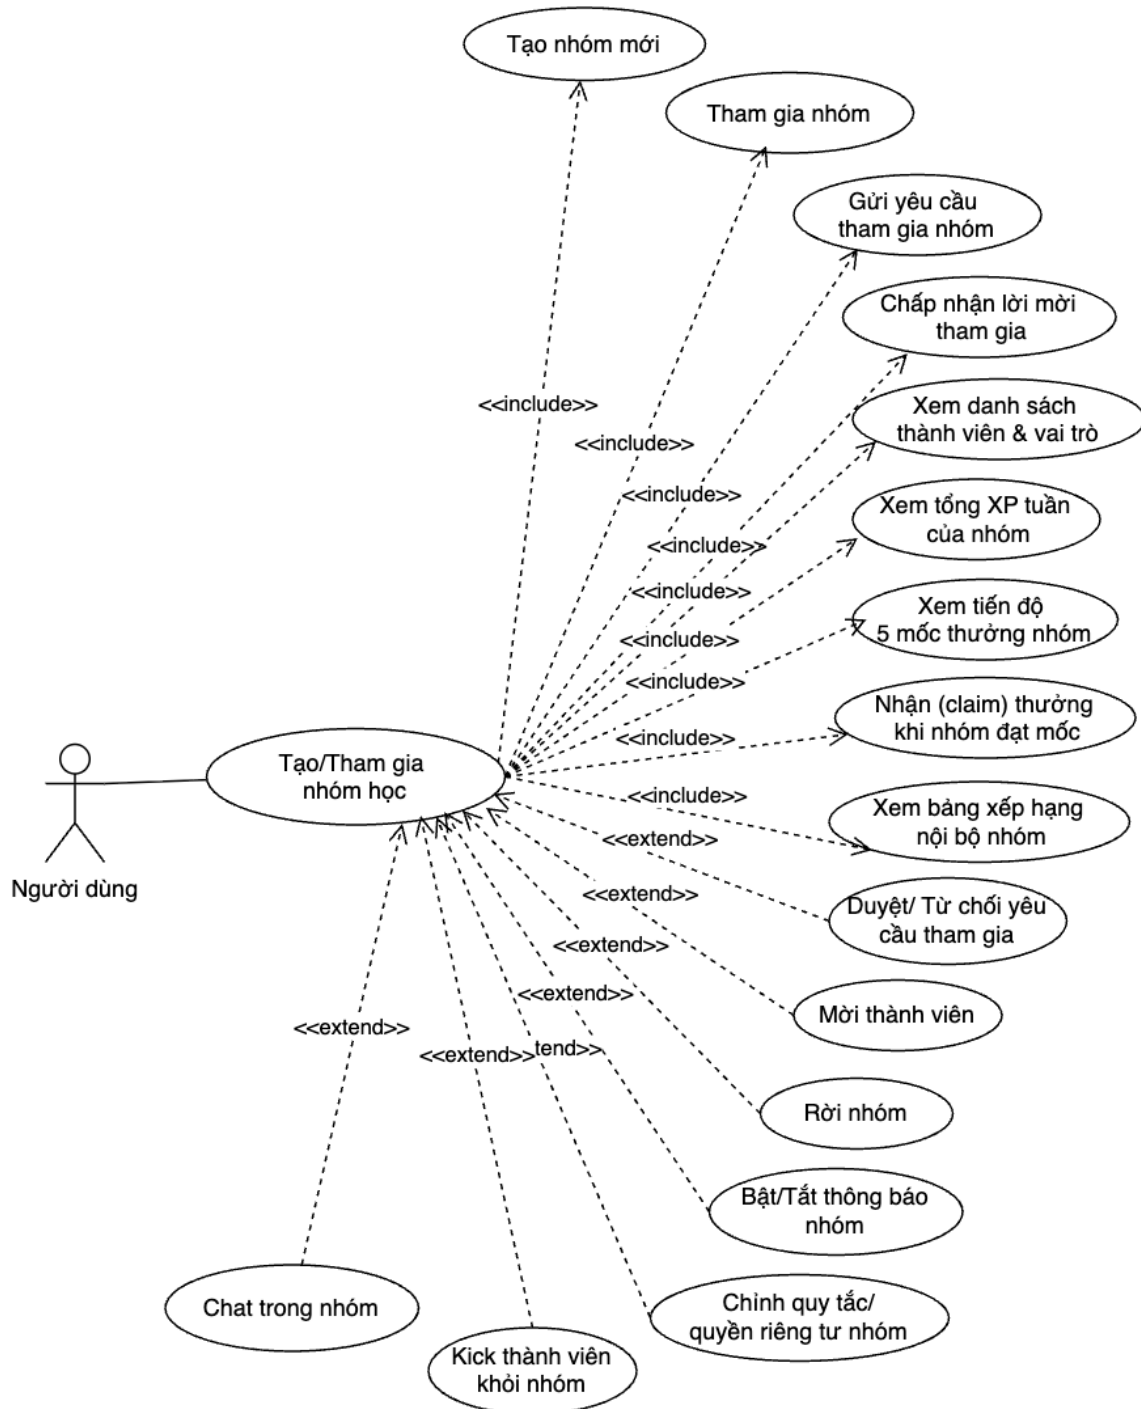 Tạo nhóm mới
Tham gia nhóm
Gửi yêu cầu
tham gia nhóm
Chấp nhận lời mời
tham gia
<<include>>
Xem danh sách
thành viên & vai trò
<<include>>
<<include>>
Xem tổng XP tuần
của nhóm
<<include>>
<<include>>
Xem tiến độ
5 mốc thưởng nhóm
<<include>>
<<include>>
Nhận (claim) thưởng
khi nhóm đạt mốc
<<include>>
Tạo/Tham gia
nhóm học
<<include>>
Xem bảng xếp hạng
nội bộ nhóm
<<extend>>
Người dùng
<<extend>>
Duyệt/ Từ chối yêu
cầu tham gia
<<extend>>
<<extend>>
Mời thành viên
<<extend>>
<<extend>>
tend>>
Rời nhóm
Bật/Tắt thông báo
nhóm
Chat trong nhóm
Chỉnh quy tắc/
quyền riêng tư nhóm
Kick thành viên
khỏi nhóm